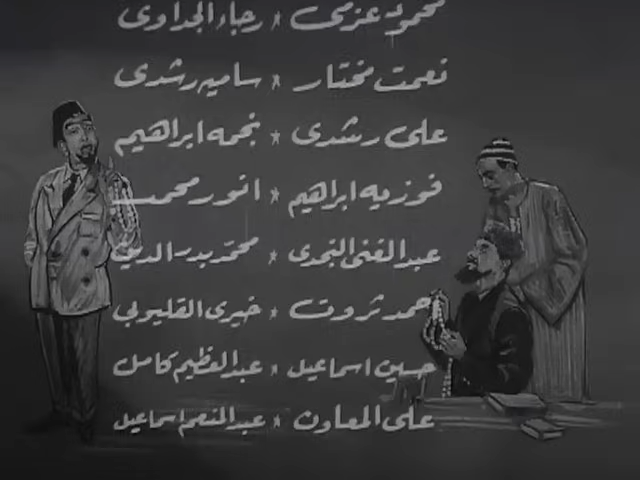 محمود عزمى * رجاء الجداوى
نعمت مختار * ساميه رشدى
على رشدى * نجمه ابراهيم
فوزيه ابراهيم * انور محمد
عبد الغنى النجدى * محمد بدر الدين
حمد ثروت * خيرى القليوبى
حسين اسماعيل * عبد العظيم كامل
على المعاون * عبد المنعم اسماعيل